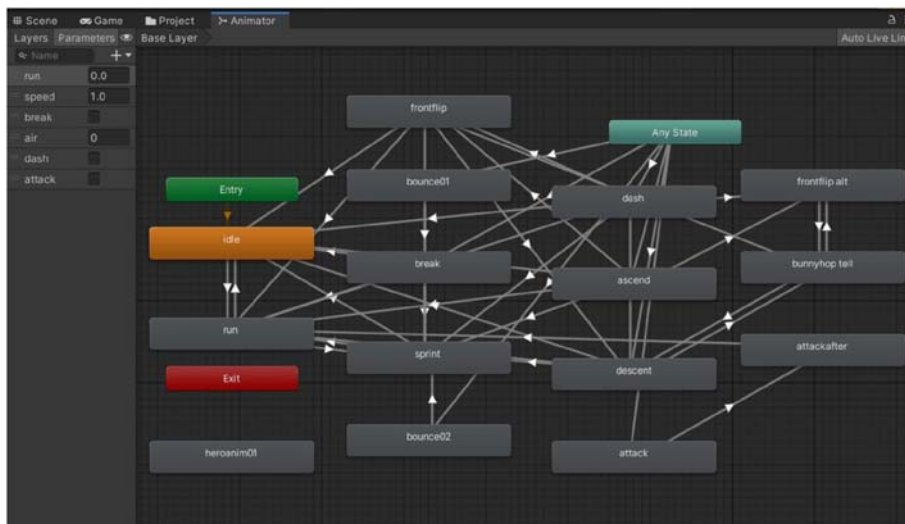 Scene Game Project Animator
Layers Parameters Base Layer Auto Live Lin
Name
run 0.0
speed 1.0
break
air 0
dash
attack
frontflip
Any State
Entry
bounce01
dash
frontflip alt
idle
break
ascend
bunnyhop tell
run
sprint
descent
attackafter
Exit
heroanim01
bounce02
attack